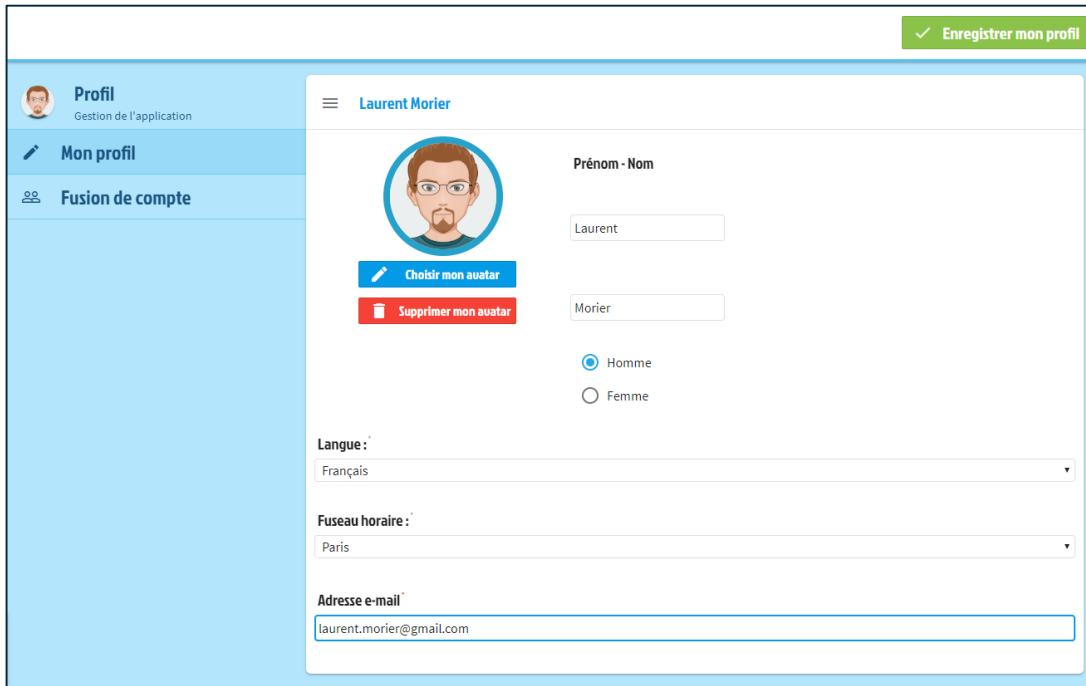 Enregistrer mon profil
Profil
Gestion de l'application
Mon profil
Fusion de compte
Laurent Morier
Choisir mon avatar
Supprimer mon avatar
Prénom - Nom
Laurent
Morier
Homme
Femme
Langue :*
Français
Fuseau horaire :*
Paris
Adresse e-mail*
laurent.morier@gmail.com